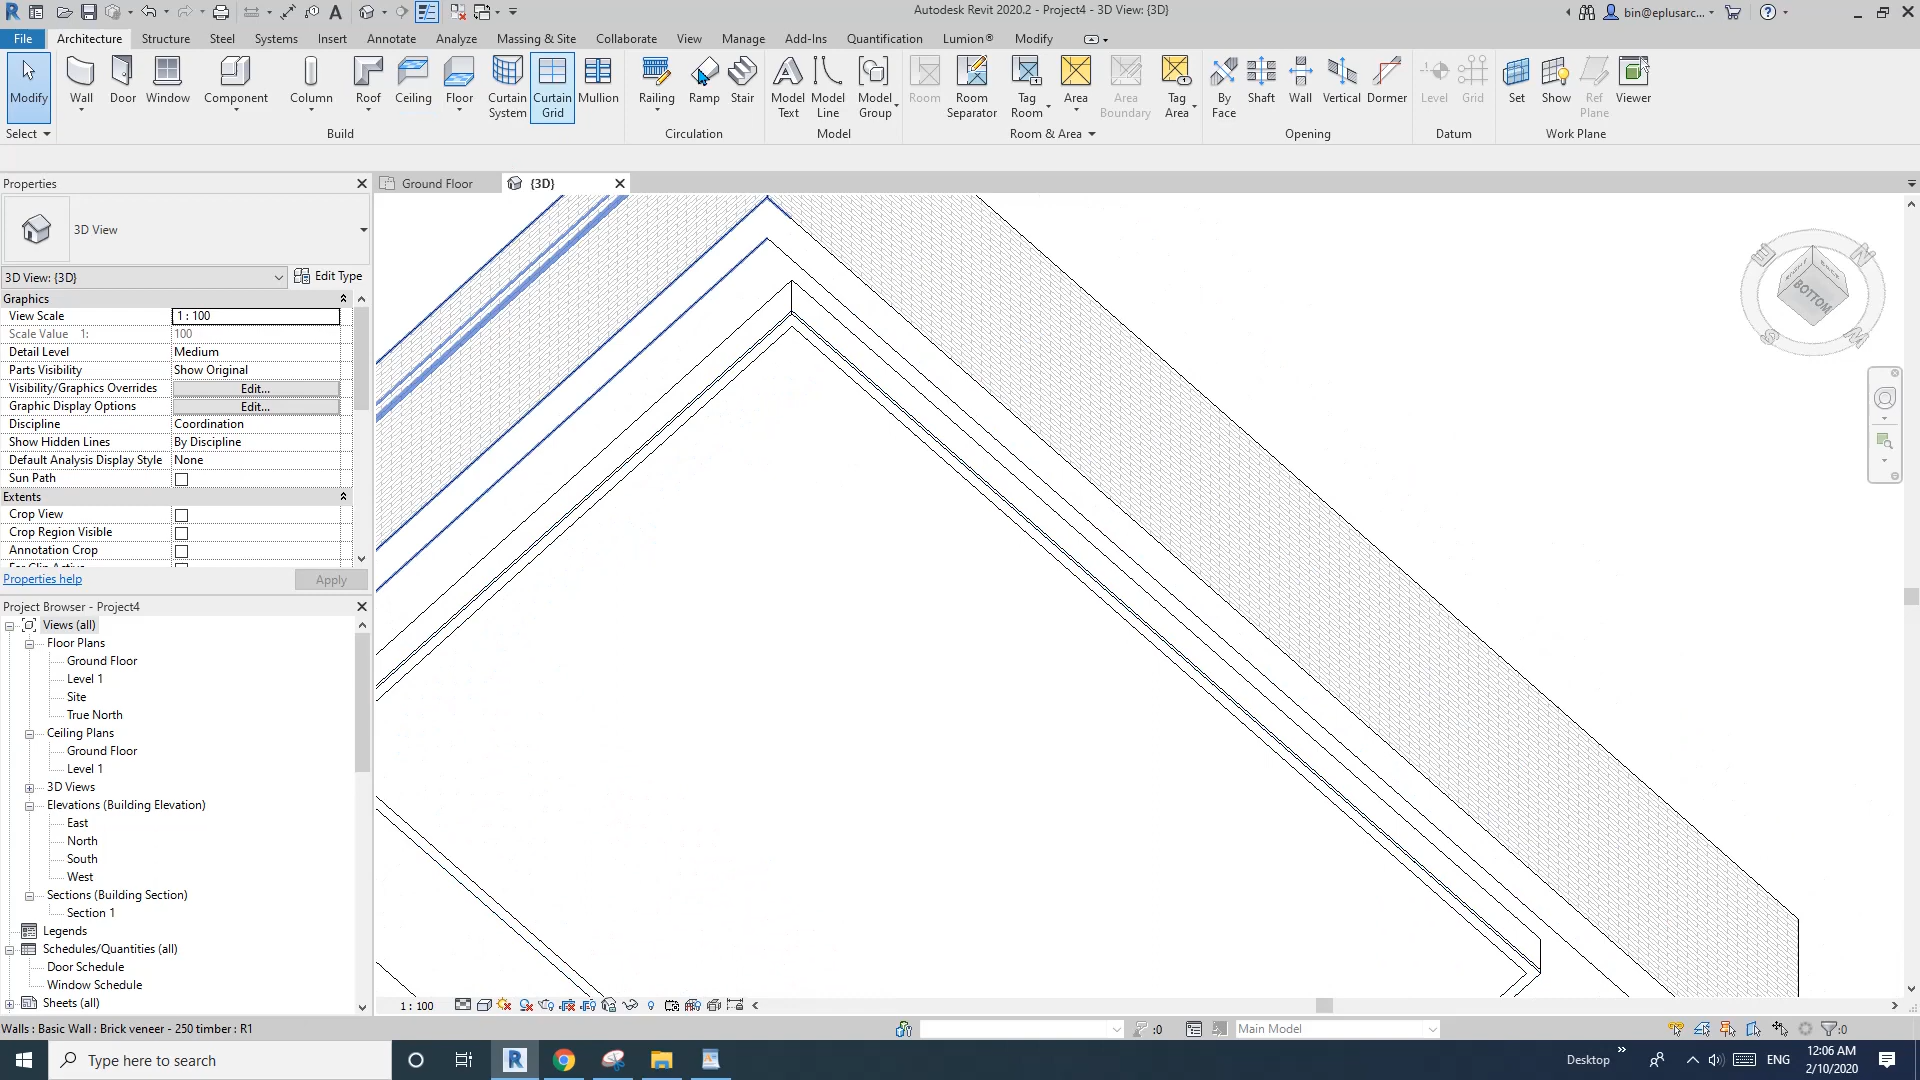 Autodesk Revit 2020.2 - Project4 - 3D View: {3D}
bin@eplusarc...
File Architecture Structure Steel Systems Insert Annotate Analyze Massing & Site Collaborate View Manage Add-Ins Quantification Lumion® Modify
Modify Wall Door Window Component Column Roof Ceiling Floor Curtain System Curtain Grid Mullion Railing Ramp Stair Model Text Model Line Model Group Room Room Separator Tag Room Area Area Boundary Tag Area By Face Shaft Wall Vertical Dormer Level Grid Set Show Ref Plane Viewer
Select Build Circulation Model Room & Area Opening Datum Work Plane
Properties
Ground Floor {3D}
3D View
3D View: {3D} Edit Type
Graphics
View Scale 1 : 100
Scale Value 1: 100
Detail Level Medium
Parts Visibility Show Original
Visibility/Graphics Overrides Edit...
Graphic Display Options Edit...
Discipline Coordination
Show Hidden Lines By Discipline
Default Analysis Display Style None
Sun Path
Extents
Crop View
Crop Region Visible
Annotation Crop
Properties help Apply
Project Browser - Project4
Views (all)
Floor Plans
Ground Floor
Level 1
Site
True North
Ceiling Plans
Ground Floor
Level 1
3D Views
Elevations (Building Elevation)
East
North
South
West
Sections (Building Section)
Section 1
Legends
Schedules/Quantities (all)
Door Schedule
Window Schedule
Sheets (all)
BOTTOM
E N S W
1 : 100
Walls : Basic Wall : Brick veneer - 250 timber : R1
:0
Main Model
:0
Type here to search
Desktop
ENG
12:06 AM
2/10/2020